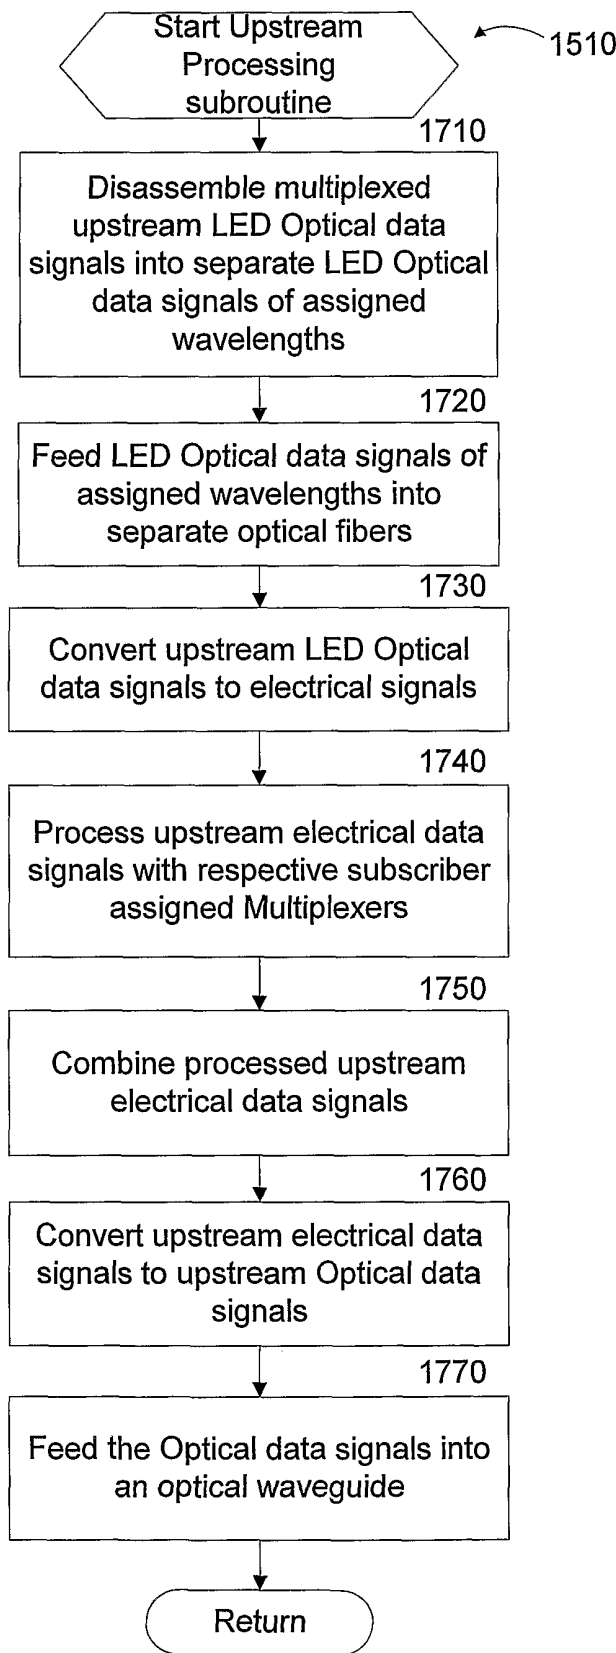 Start Upstream
Processing
subroutine
1510
1710
Disassemble multiplexed
upstream LED Optical data
signals into separate LED Optical
data signals of assigned
wavelengths
1720
Feed LED Optical data signals of
assigned wavelengths into
separate optical fibers
1730
Convert upstream LED Optical
data signals to electrical signals
1740
Process upstream electrical data
signals with respective subscriber
assigned Multiplexers
1750
Combine processed upstream
electrical data signals
1760
Convert upstream electrical data
signals to upstream Optical data
signals
1770
Feed the Optical data signals into
an optical waveguide
Return